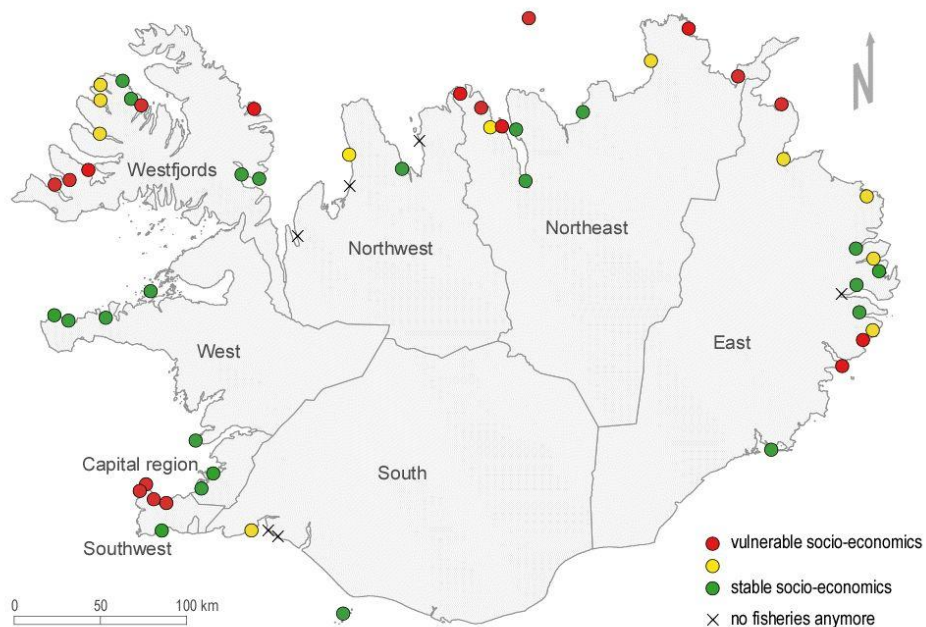 N
Westfjords
Northwest
Northeast
West
East
Capital region
South
Southwest
vulnerable socio-economics
stable socio-economics
no fisheries anymore
0 50 100 km